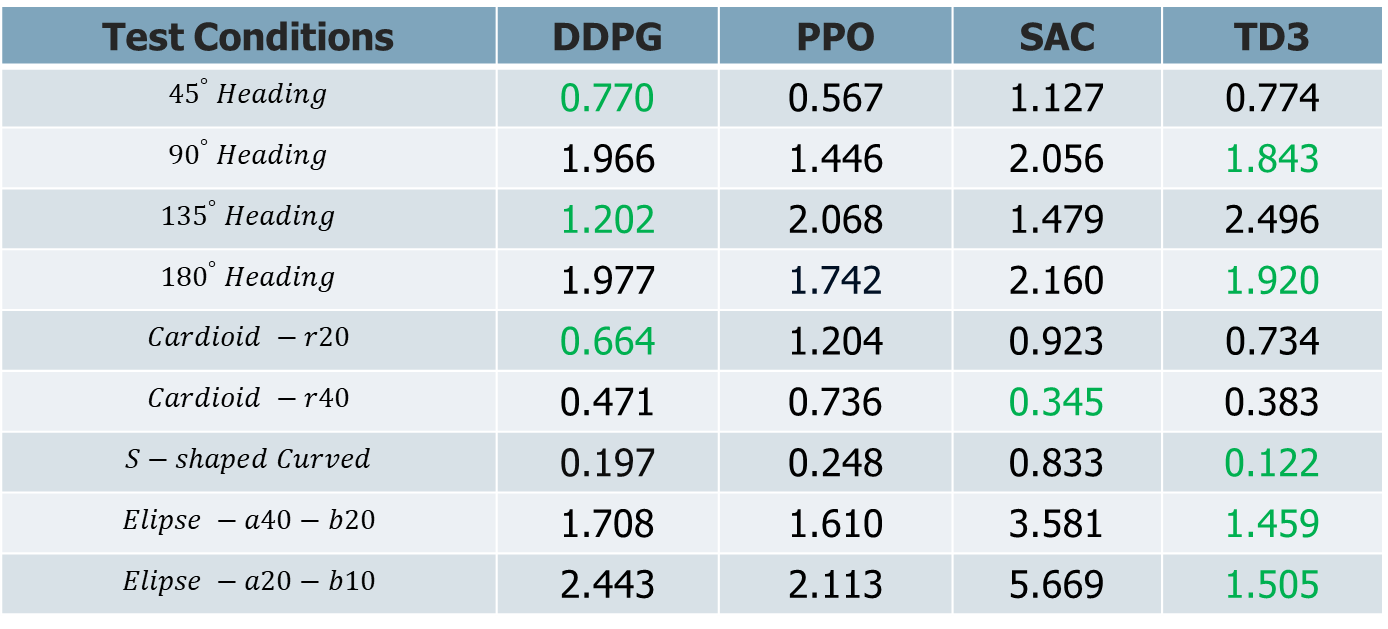 Test Conditions DDPG PPO SAC TD3
45° Heading 0.770 0.567 1.127 0.774
90° Heading 1.966 1.446 2.056 1.843
135° Heading 1.202 2.068 1.479 2.496
180° Heading 1.977 1.742 2.160 1.920
Cardioid − r20 0.664 1.204 0.923 0.734
Cardioid − r40 0.471 0.736 0.345 0.383
S − shaped Curved 0.197 0.248 0.833 0.122
Elipse − a40 − b20 1.708 1.610 3.581 1.459
Elipse − a20 − b10 2.443 2.113 5.669 1.505